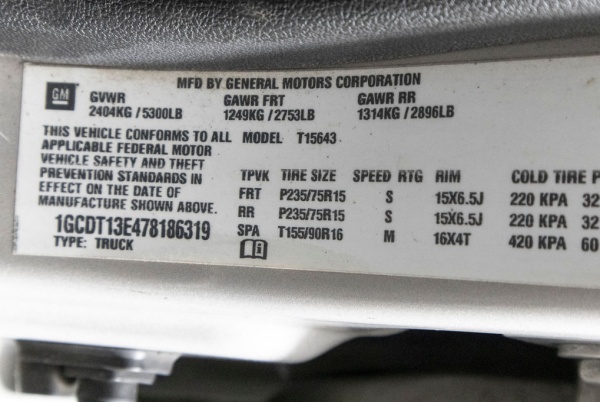 MFD BY GENERAL MOTORS CORPORATION
GM GVWR GAWR FRT GAWR RR
2404KG / 5300LB 1249KG / 2753LB 1314KG / 2896LB
THIS VEHICLE CONFORMS TO ALL MODEL T15643
APPLICABLE FEDERAL MOTOR
VEHICLE SAFETY AND THEFT
PREVENTION STANDARDS IN
EFFECT ON THE DATE OF
MANUFACTURE SHOWN ABOVE.
1GCDT13E478186319
TYPE: TRUCK
TPVK TIRE SIZE SPEED RTG RIM COLD TIRE P
FRT P235/75R15 S 15X6.5J 220 KPA 32
RR P235/75R15 S 15X6.5J 220 KPA 32
SPA T155/90R16 M 16X4T 420 KPA 60